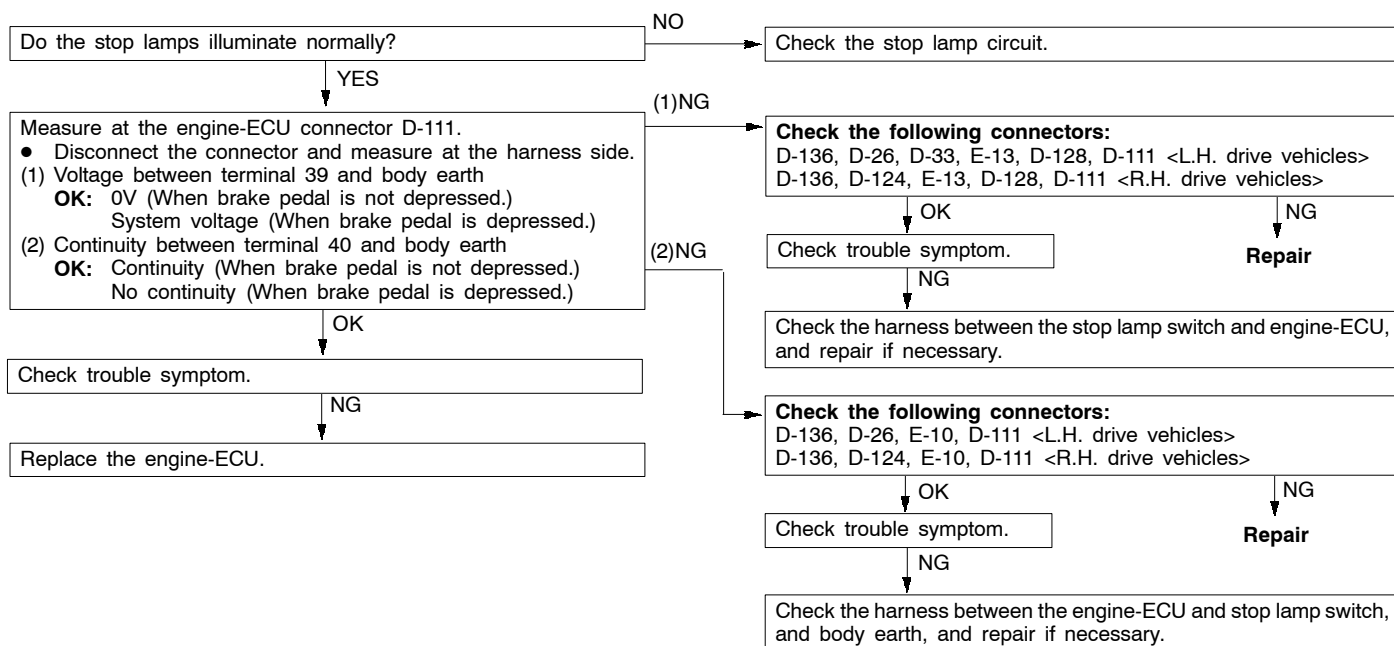 Do the stop lamps illuminate normally?
NO
Check the stop lamp circuit.
YES
Measure at the engine-ECU connector D-111.
● Disconnect the connector and measure at the harness side.
(1) Voltage between terminal 39 and body earth
OK: 0V (When brake pedal is not depressed.)
System voltage (When brake pedal is depressed.)
(2) Continuity between terminal 40 and body earth
OK: Continuity (When brake pedal is not depressed.)
No continuity (When brake pedal is depressed.)
(1)NG
Check the following connectors:
D-136, D-26, D-33, E-13, D-128, D-111 <L.H. drive vehicles>
D-136, D-124, E-13, D-128, D-111 <R.H. drive vehicles>
OK
NG
Check trouble symptom.
Repair
NG
Check the harness between the stop lamp switch and engine-ECU,
and repair if necessary.
(2)NG
Check the following connectors:
D-136, D-26, E-10, D-111 <L.H. drive vehicles>
D-136, D-124, E-10, D-111 <R.H. drive vehicles>
OK
NG
Check trouble symptom.
Repair
NG
Check the harness between the engine-ECU and stop lamp switch,
and body earth, and repair if necessary.
OK
Check trouble symptom.
NG
Replace the engine-ECU.